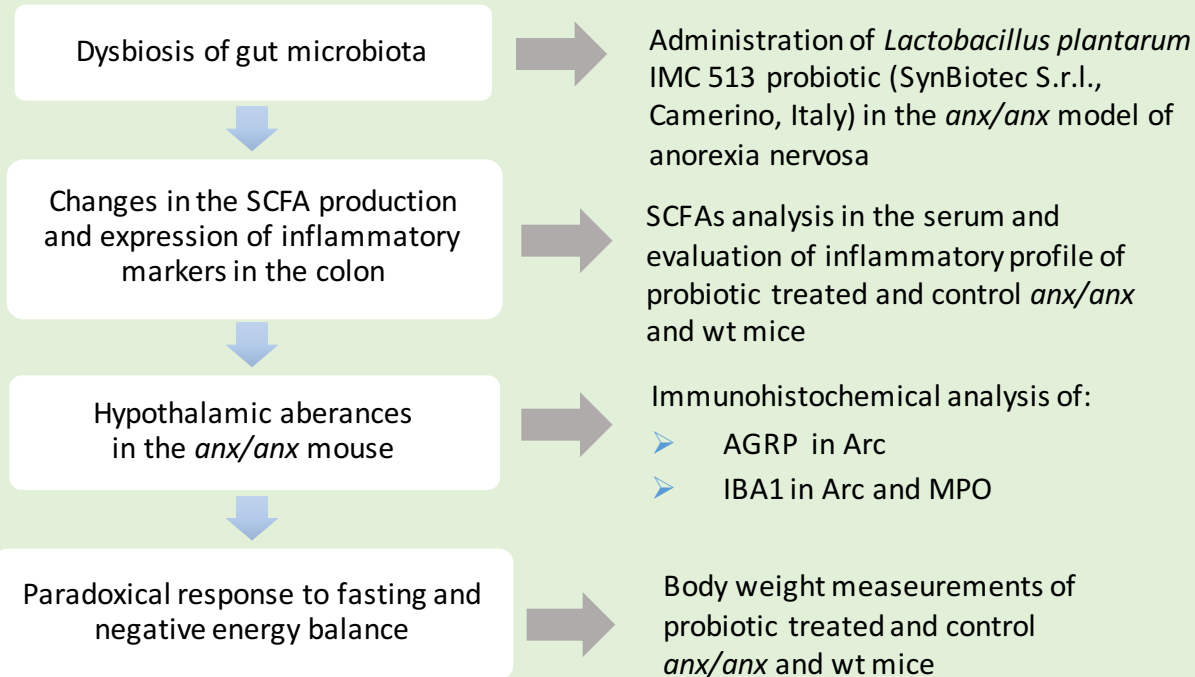 Dysbiosis of gut microbiota
Administration of Lactobacillus plantarum
IMC 513 probiotic (SynBiotec S.r.l.,
Camerino, Italy) in the anx/anx model of
anorexia nervosa
Changes in the SCFA production
and expression of inflammatory
markers in the colon
SCFAs analysis in the serum and
evaluation of inflammatory profile of
probiotic treated and control anx/anx
and wt mice
Hypothalamic aberances
in the anx/anx mouse
Immunohistochemical analysis of:
➢ AGRP in Arc
➢ IBA1 in Arc and MPO
Paradoxical response to fasting and
negative energy balance
Body weight measeurements of
probiotic treated and control
anx/anx and wt mice